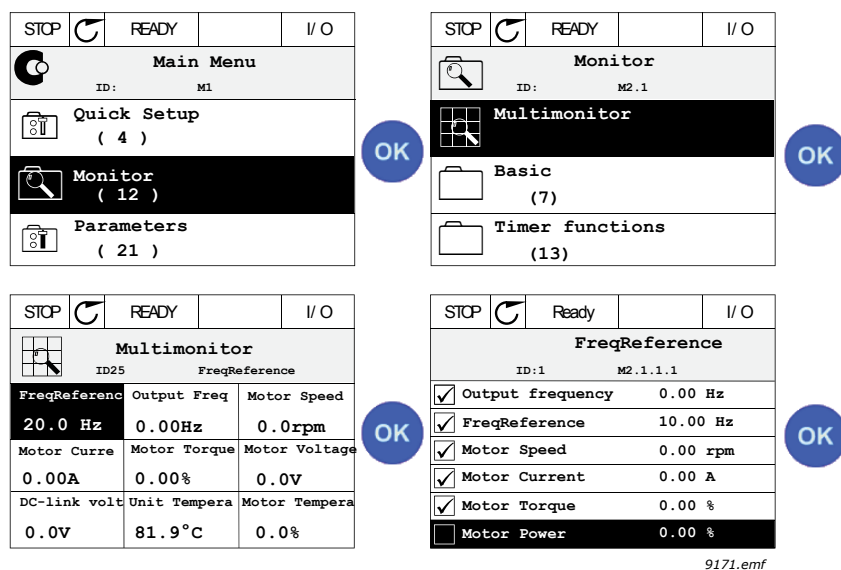 STOP READY I/O
Main Menu
ID: M1
Quick Setup
( 4 )
Monitor
( 12 )
Parameters
( 21 )
OK
STOP READY I/O
Monitor
ID: M2.1
Multimonitor
Basic
(7)
Timer functions
(13)
OK
STOP READY I/O
Multimonitor
ID25 FreqReference
FreqReferenc Output Freq Motor Speed
20.0 Hz 0.00Hz 0.0rpm
Motor Curre Motor Torque Motor Voltage
0.00A 0.00% 0.0V
DC-link volt Unit Tempera Motor Tempera
0.0V 81.9°C 0.0%
OK
STOP Ready I/O
FreqReference
ID:1 M2.1.1.1
Output frequency 0.00 Hz
FreqReference 10.00 Hz
Motor Speed 0.00 rpm
Motor Current 0.00 A
Motor Torque 0.00 %
Motor Power 0.00 %
OK
9171.emf